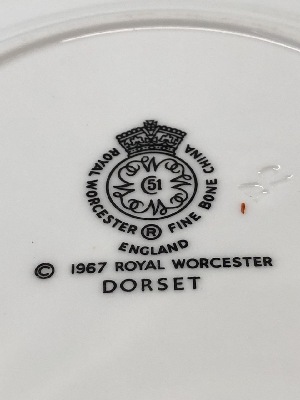 ROYAL WORCESTER ® FINE BONE CHINA
51
ENGLAND
© 1967 ROYAL WORCESTER
DORSET